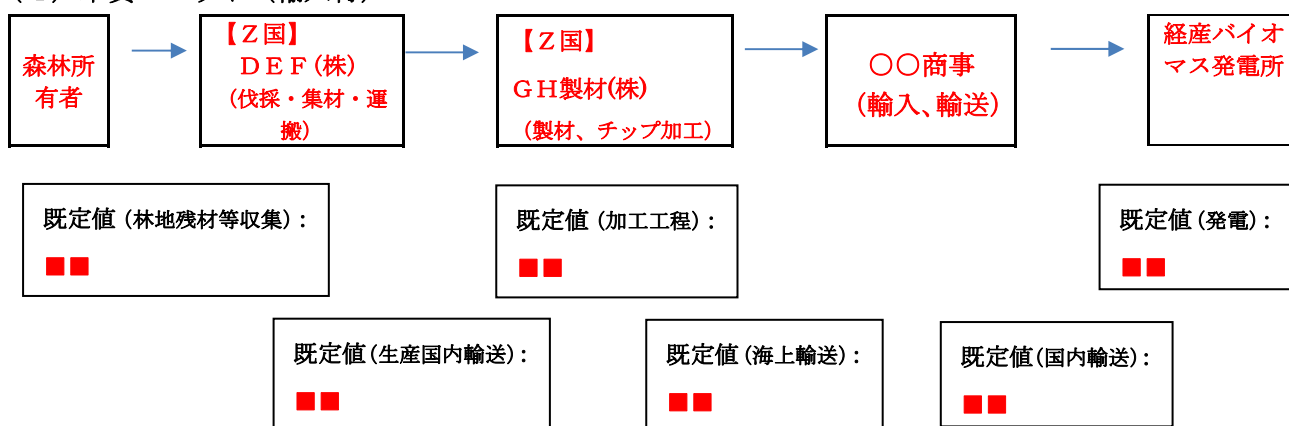 森林所
有者
【Ｚ国】
ＤＥＦ(株)
(伐採・集材・運
搬)
【Ｚ国】
ＧＨ製材(株)
(製材、チップ加工)
〇〇商事
(輸入、輸送)
経産バイオ
マス発電所
既定値(林地残材等収集)：
■■
既定値(加工工程)：
■■
既定値(発電)：
■■
既定値(生産国内輸送)：
■■
既定値(海上輸送)：
■■
既定値(国内輸送)：
■■